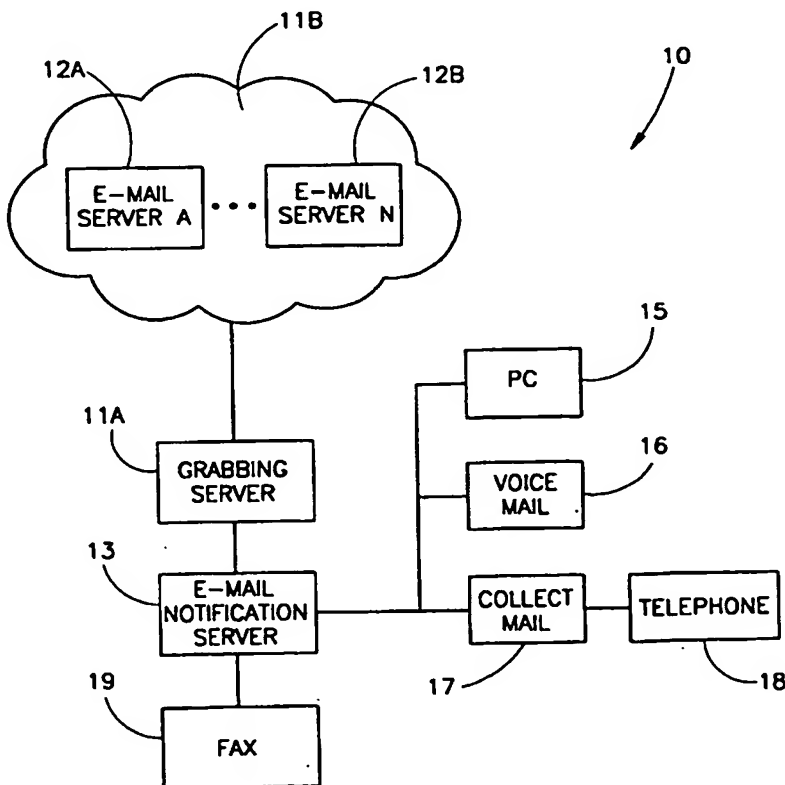 11B
12A
12B
10
E-MAIL
SERVER A
•••
E-MAIL
SERVER N
15
PC
11A
GRABBING
SERVER
16
VOICE
MAIL
13
E-MAIL
NOTIFICATION
SERVER
COLLECT
MAIL
TELEPHONE
17
18
19
FAX